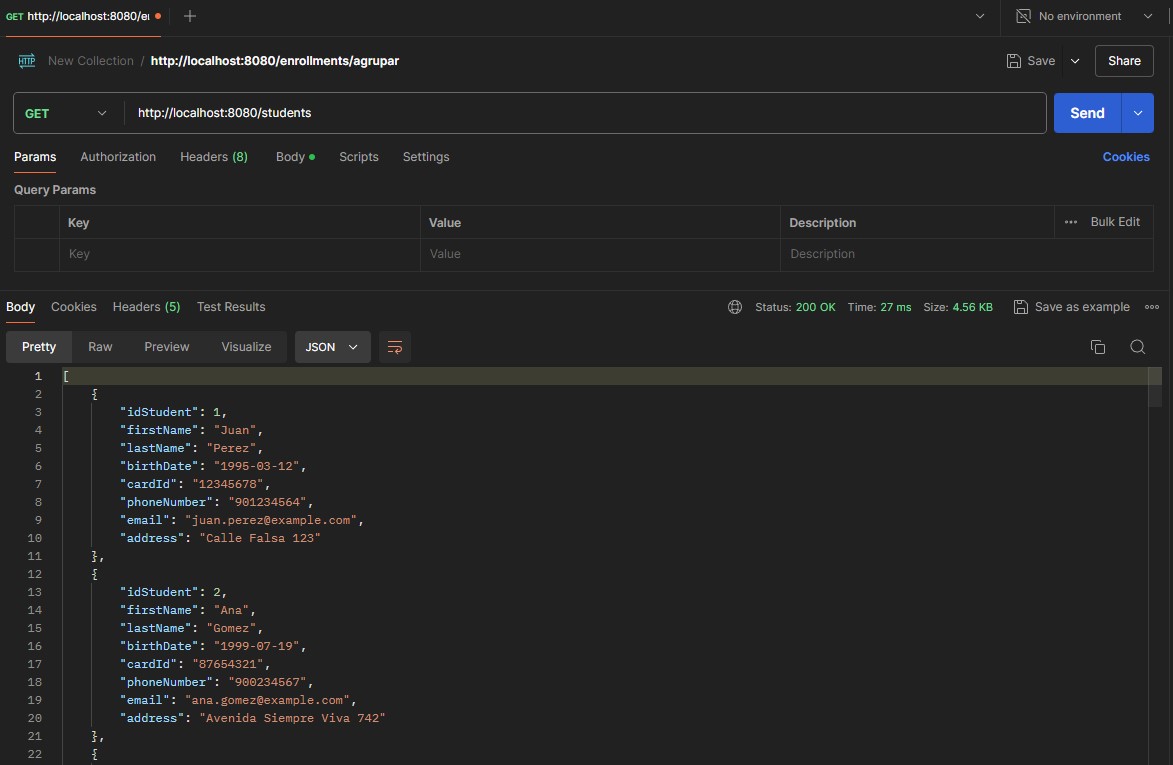 GET http://localhost:8080/en No environment
HTTP New Collection / http://localhost:8080/enrollments/agrupar Save Share
GET http://localhost:8080/students Send
Params Authorization Headers (8) Body Scripts Settings Cookies
Query Params
Key Value Description Bulk Edit
Key Value Description
Body Cookies Headers (5) Test Results Status: 200 OK Time: 27 ms Size: 4.56 KB Save as example
Pretty Raw Preview Visualize JSON
1 [
2 {
3 "idStudent": 1,
4 "firstName": "Juan",
5 "lastName": "Perez",
6 "birthDate": "1995-03-12",
7 "cardId": "12345678",
8 "phoneNumber": "901234564",
9 "email": "juan.perez@example.com",
10 "address": "Calle Falsa 123"
11 },
12 {
13 "idStudent": 2,
14 "firstName": "Ana",
15 "lastName": "Gomez",
16 "birthDate": "1999-07-19",
17 "cardId": "87654321",
18 "phoneNumber": "900234567",
19 "email": "ana.gomez@example.com",
20 "address": "Avenida Siempre Viva 742"
21 },
22 {